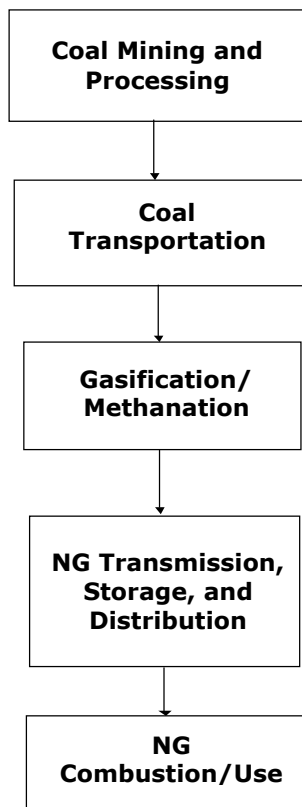 Coal Mining and
Processing
Coal
Transportation
Gasification/
Methanation
NG Transmission,
Storage, and
Distribution
NG
Combustion/Use